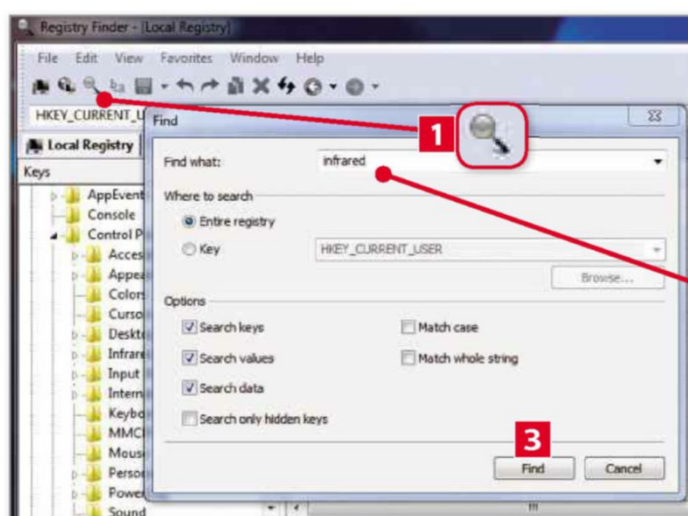 Registry Finder - [Local Registry]
File Edit View Favorites Window Help
HKEY_CURRENT_U
Local Registry
Keys
AppEvent
Console
Control P
Acces
Appea
Colors
Curso
Deskt
Infrare
Input
Intern
Keybo
MMCI
Mous
Person
Power
Sound
Find
1
Find what: infrared
Where to search
Entire registry
Key HKEY_CURRENT_USER
Browse...
Options
Search keys Match case
Search values Match whole string
Search data
Search only hidden keys
3
Find Cancel